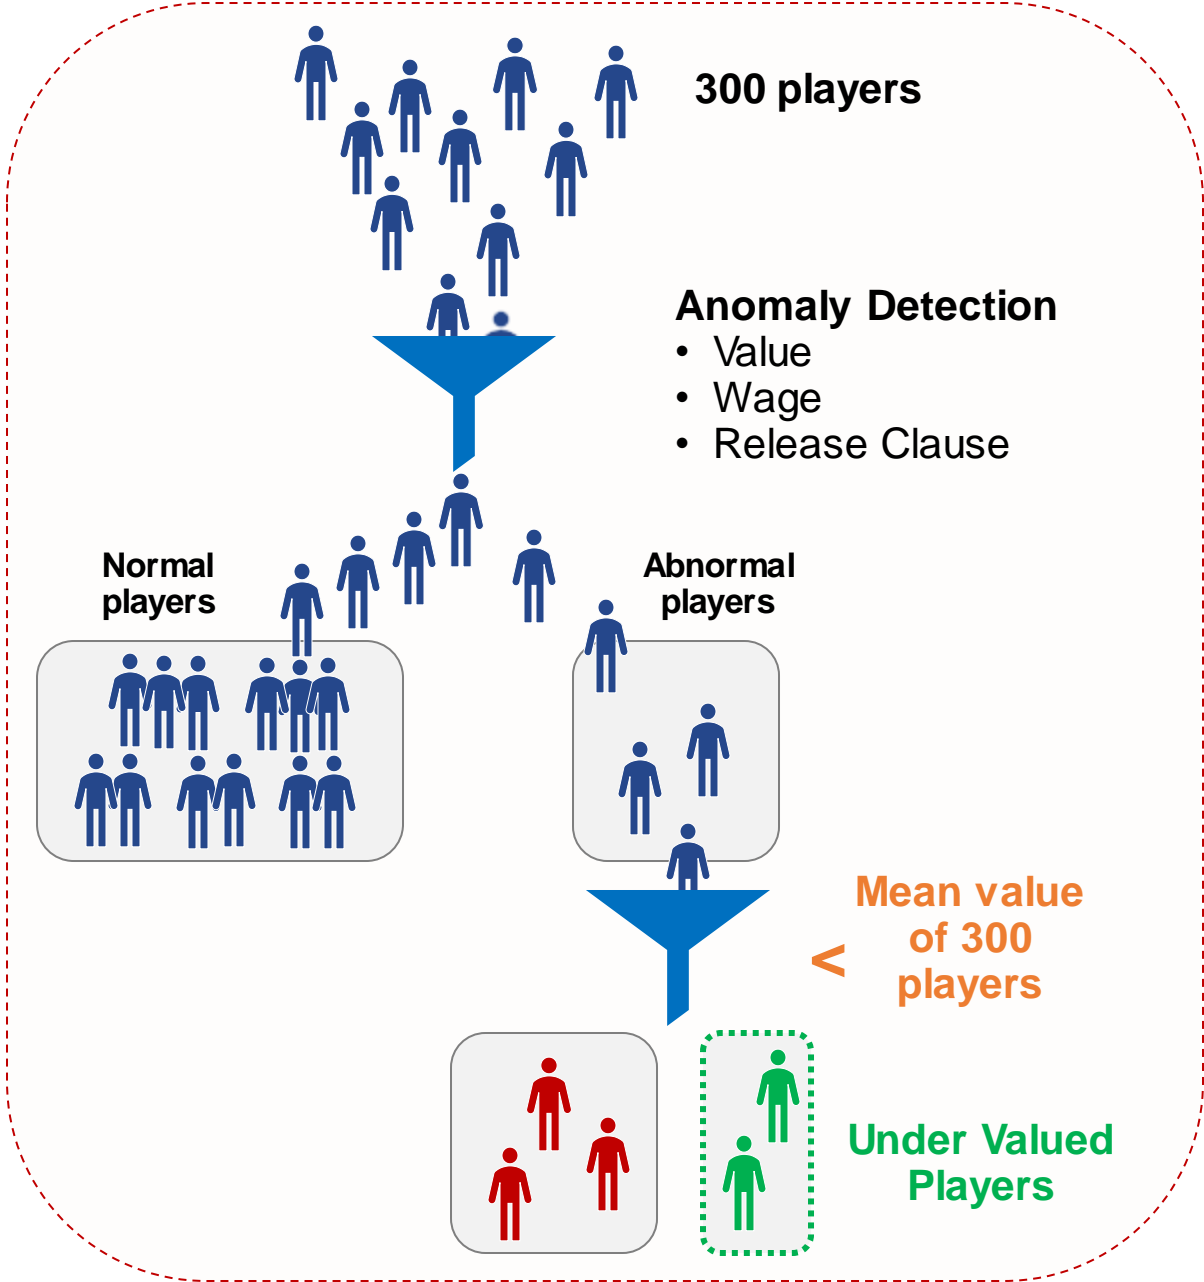 300 players
Anomaly Detection
• Value
• Wage
• Release Clause
Normal
players
Abnormal
players
<
Mean value
of 300
players
Under Valued
Players